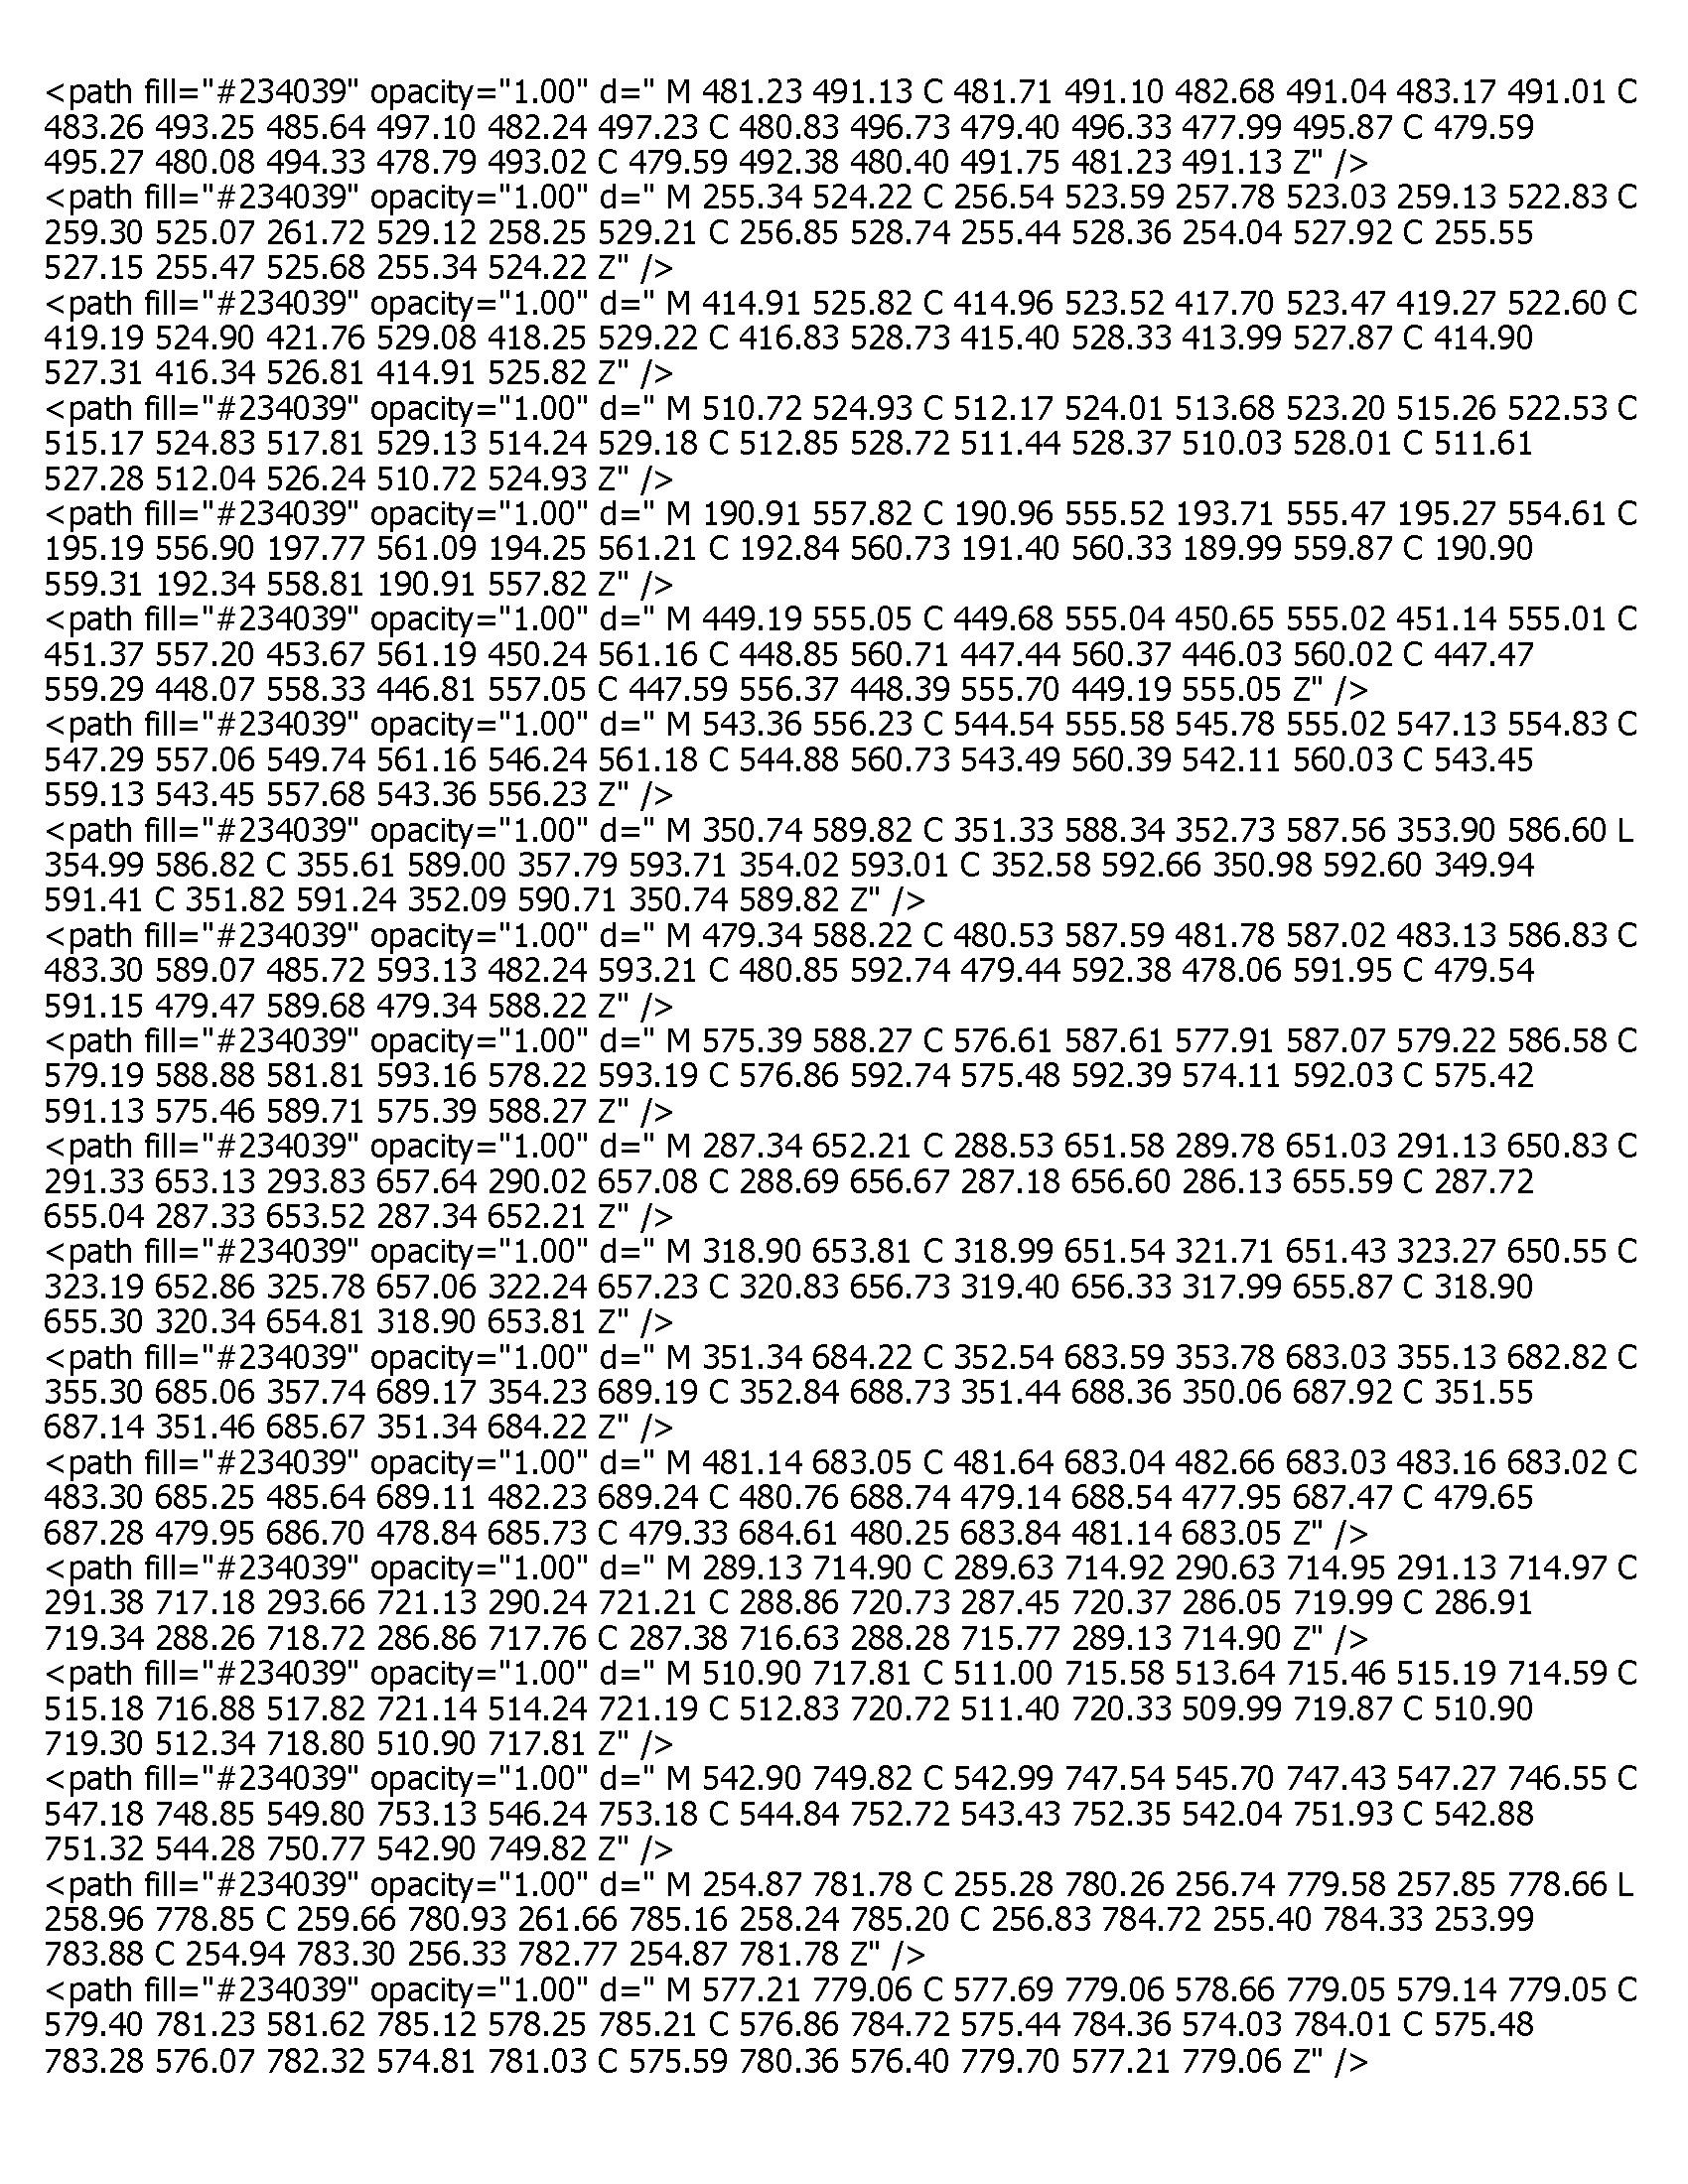 <path fill="#234039" opacity="1.00" d=" M 481.23 491.13 C 481.71 491.10 482.68 491.04 483.17 491.01 C
483.26 493.25 485.64 497.10 482.24 497.23 C 480.83 496.73 479.40 496.33 477.99 495.87 C 479.59
495.27 480.08 494.33 478.79 493.02 C 479.59 492.38 480.40 491.75 481.23 491.13 Z" />
<path fill="#234039" opacity="1.00" d=" M 255.34 524.22 C 256.54 523.59 257.78 523.03 259.13 522.83 C
259.30 525.07 261.72 529.12 258.25 529.21 C 256.85 528.74 255.44 528.36 254.04 527.92 C 255.55
527.15 255.47 525.68 255.34 524.22 Z" />
<path fill="#234039" opacity="1.00" d=" M 414.91 525.82 C 414.96 523.52 417.70 523.47 419.27 522.60 C
419.19 524.90 421.76 529.08 418.25 529.22 C 416.83 528.73 415.40 528.33 413.99 527.87 C 414.90
527.31 416.34 526.81 414.91 525.82 Z" />
<path fill="#234039" opacity="1.00" d=" M 510.72 524.93 C 512.17 524.01 513.68 523.20 515.26 522.53 C
515.17 524.83 517.81 529.13 514.24 529.18 C 512.85 528.72 511.44 528.37 510.03 528.01 C 511.61
527.28 512.04 526.24 510.72 524.93 Z" />
<path fill="#234039" opacity="1.00" d=" M 190.91 557.82 C 190.96 555.52 193.71 555.47 195.27 554.61 C
195.19 556.90 197.77 561.09 194.25 561.21 C 192.84 560.73 191.40 560.33 189.99 559.87 C 190.90
559.31 192.34 558.81 190.91 557.82 Z" />
<path fill="#234039" opacity="1.00" d=" M 449.19 555.05 C 449.68 555.04 450.65 555.02 451.14 555.01 C
451.37 557.20 453.67 561.19 450.24 561.16 C 448.85 560.71 447.44 560.37 446.03 560.02 C 447.47
559.29 448.07 558.33 446.81 557.05 C 447.59 556.37 448.39 555.70 449.19 555.05 Z" />
<path fill="#234039" opacity="1.00" d=" M 543.36 556.23 C 544.54 555.58 545.78 555.02 547.13 554.83 C
547.29 557.06 549.74 561.16 546.24 561.18 C 544.88 560.73 543.49 560.39 542.11 560.03 C 543.45
559.13 543.45 557.68 543.36 556.23 Z" />
<path fill="#234039" opacity="1.00" d=" M 350.74 589.82 C 351.33 588.34 352.73 587.56 353.90 586.60 L
354.99 586.82 C 355.61 589.00 357.79 593.71 354.02 593.01 C 352.58 592.66 350.98 592.60 349.94
591.41 C 351.82 591.24 352.09 590.71 350.74 589.82 Z" />
<path fill="#234039" opacity="1.00" d=" M 479.34 588.22 C 480.53 587.59 481.78 587.02 483.13 586.83 C
483.30 589.07 485.72 593.13 482.24 593.21 C 480.85 592.74 479.44 592.38 478.06 591.95 C 479.54
591.15 479.47 589.68 479.34 588.22 Z" />
<path fill="#234039" opacity="1.00" d=" M 575.39 588.27 C 576.61 587.61 577.91 587.07 579.22 586.58 C
579.19 588.88 581.81 593.16 578.22 593.19 C 576.86 592.74 575.48 592.39 574.11 592.03 C 575.42
591.13 575.46 589.71 575.39 588.27 Z" />
<path fill="#234039" opacity="1.00" d=" M 287.34 652.21 C 288.53 651.58 289.78 651.03 291.13 650.83 C
291.33 653.13 293.83 657.64 290.02 657.08 C 288.69 656.67 287.18 656.60 286.13 655.59 C 287.72
655.04 287.33 653.52 287.34 652.21 Z" />
<path fill="#234039" opacity="1.00" d=" M 318.90 653.81 C 318.99 651.54 321.71 651.43 323.27 650.55 C
323.19 652.86 325.78 657.06 322.24 657.23 C 320.83 656.73 319.40 656.33 317.99 655.87 C 318.90
655.30 320.34 654.81 318.90 653.81 Z" />
<path fill="#234039" opacity="1.00" d=" M 351.34 684.22 C 352.54 683.59 353.78 683.03 355.13 682.82 C
355.30 685.06 357.74 689.17 354.23 689.19 C 352.84 688.73 351.44 688.36 350.06 687.92 C 351.55
687.14 351.46 685.67 351.34 684.22 Z" />
<path fill="#234039" opacity="1.00" d=" M 481.14 683.05 C 481.64 683.04 482.66 683.03 483.16 683.02 C
483.30 685.25 485.64 689.11 482.23 689.24 C 480.76 688.74 479.14 688.54 477.95 687.47 C 479.65
687.28 479.95 686.70 478.84 685.73 C 479.33 684.61 480.25 683.84 481.14 683.05 Z" />
<path fill="#234039" opacity="1.00" d=" M 289.13 714.90 C 289.63 714.92 290.63 714.95 291.13 714.97 C
291.38 717.18 293.66 721.13 290.24 721.21 C 288.86 720.73 287.45 720.37 286.05 719.99 C 286.91
719.34 288.26 718.72 286.86 717.76 C 287.38 716.63 288.28 715.77 289.13 714.90 Z" />
<path fill="#234039" opacity="1.00" d=" M 510.90 717.81 C 511.00 715.58 513.64 715.46 515.19 714.59 C
515.18 716.88 517.82 721.14 514.24 721.19 C 512.83 720.72 511.40 720.33 509.99 719.87 C 510.90
719.30 512.34 718.80 510.90 717.81 Z" />
<path fill="#234039" opacity="1.00" d=" M 542.90 749.82 C 542.99 747.54 545.70 747.43 547.27 746.55 C
547.18 748.85 549.80 753.13 546.24 753.18 C 544.84 752.72 543.43 752.35 542.04 751.93 C 542.88
751.32 544.28 750.77 542.90 749.82 Z" />
<path fill="#234039" opacity="1.00" d=" M 254.87 781.78 C 255.28 780.26 256.74 779.58 257.85 778.66 L
258.96 778.85 C 259.66 780.93 261.66 785.16 258.24 785.20 C 256.83 784.72 255.40 784.33 253.99
783.88 C 254.94 783.30 256.33 782.77 254.87 781.78 Z" />
<path fill="#234039" opacity="1.00" d=" M 577.21 779.06 C 577.69 779.06 578.66 779.05 579.14 779.05 C
579.40 781.23 581.62 785.12 578.25 785.21 C 576.86 784.72 575.44 784.36 574.03 784.01 C 575.48
783.28 576.07 782.32 574.81 781.03 C 575.59 780.36 576.40 779.70 577.21 779.06 Z" />